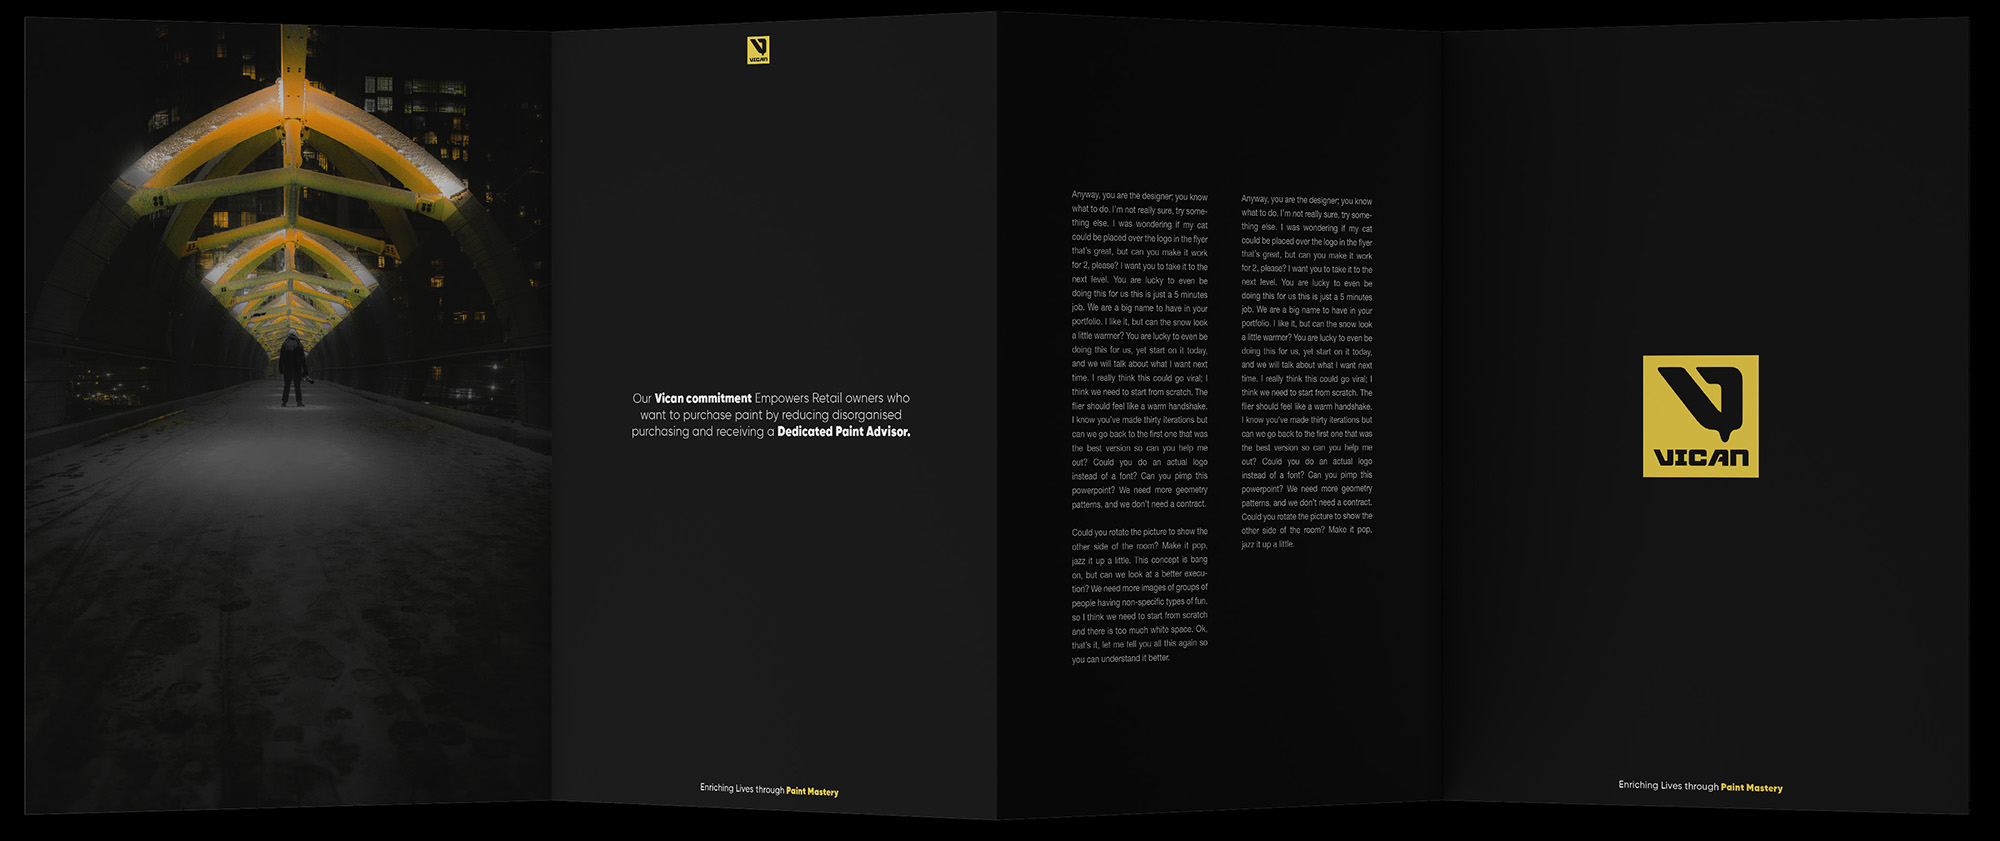 VICAN
Our Vican commitment Empowers Retail owners who
want to purchase paint by reducing disorganised
purchasing and receiving a Dedicated Paint Advisor.
Enriching Lives through Paint Mastery
Anyway, you are the designer; you know
what to do. I'm not really sure, try some-
thing else. I was wondering if my cat
could be placed over the logo in the flyer
that's great, but can you make it work
for 2, please? I want you to take it to the
next level. You are lucky to even be
doing this for us this is just a 5 minutes
job. We are a big name to have in your
portfolio. I like it, but can the snow look
a little warmer? You are lucky to even be
doing this for us, yet start on it today,
and we will talk about what I want next
time. I really think this could go viral; I
think we need to start from scratch. The
flier should feel like a warm handshake.
I know you've made thirty iterations but
can we go back to the first one that was
the best version so can you help me
out? Could you do an actual logo
instead of a font? Can you pimp this
powerpoint? We need more geometry
patterns, and we don't need a contract.
Could you rotate the picture to show the
other side of the room? Make it pop,
jazz it up a little. This concept is bang
on, but can we look at a better execu-
tion? We need more images of groups of
people having non-specific types of fun,
so I think we need to start from scratch
and there is too much white space. Ok,
that's it, let me tell you all this again so
you can understand it better.
Anyway, you are the designer; you know
what to do. I'm not really sure, try some-
thing else. I was wondering if my cat
could be placed over the logo in the flyer
that's great, but can you make it work
for 2, please? I want you to take it to the
next level. You are lucky to even be
doing this for us this is just a 5 minutes
job. We are a big name to have in your
portfolio. I like it, but can the snow look
a little warmer? You are lucky to even be
doing this for us, yet start on it today,
and we will talk about what I want next
time. I really think this could go viral; I
think we need to start from scratch. The
flier should feel like a warm handshake.
I know you've made thirty iterations but
can we go back to the first one that was
the best version so can you help me
out? Could you do an actual logo
instead of a font? Can you pimp this
powerpoint? We need more geometry
patterns, and we don't need a contract.
Could you rotate the picture to show the
other side of the room? Make it pop,
jazz it up a little.
VICAN
Enriching Lives through Paint Mastery